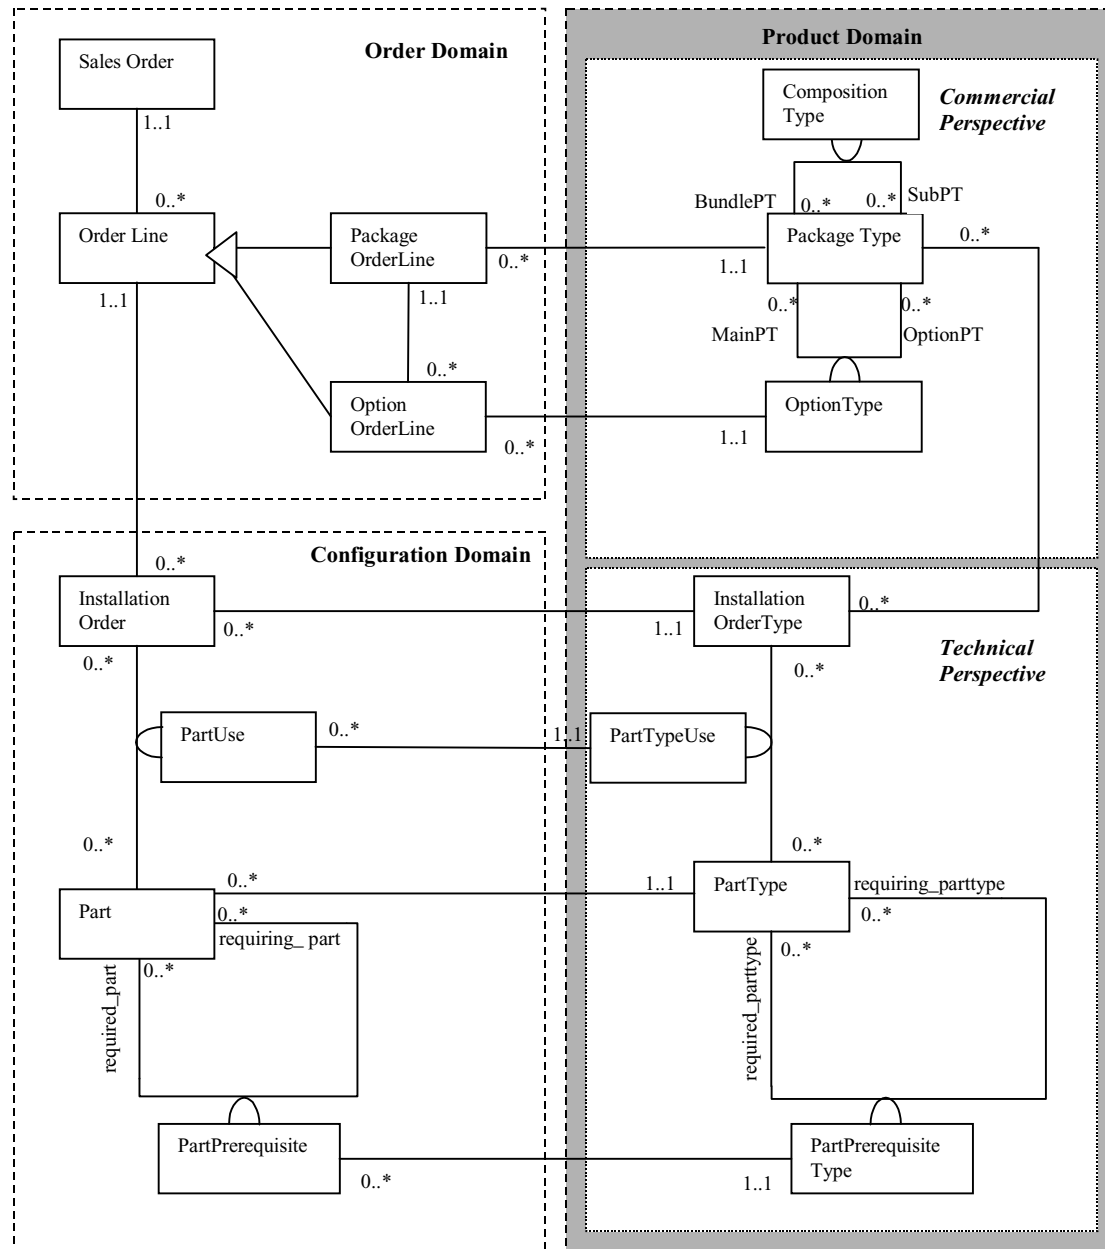 Order Domain
Sales Order
1..1
0..*
Order Line
1..1
Package
OrderLine
0..*
1..1
0..*
Option
OrderLine
0..*
Product Domain
Commercial
Perspective
Composition
Type
BundlePT
0..*
0..*
SubPT
Package Type
0..*
1..1
0..*
0..*
MainPT
OptionPT
OptionType
1..1
Configuration Domain
0..*
Installation
Order
0..*
0..*
PartUse
0..*
0..*
Part
0..*
0..*
requiring_ part
0..*
required_part
PartPrerequisite
0..*
Technical
Perspective
Installation
OrderType
0..*
1..1
0..*
1..1
PartTypeUse
0..*
1..1
PartType
requiring_parttype
0..*
0..*
required_parttype
PartPrerequisite
Type
1..1